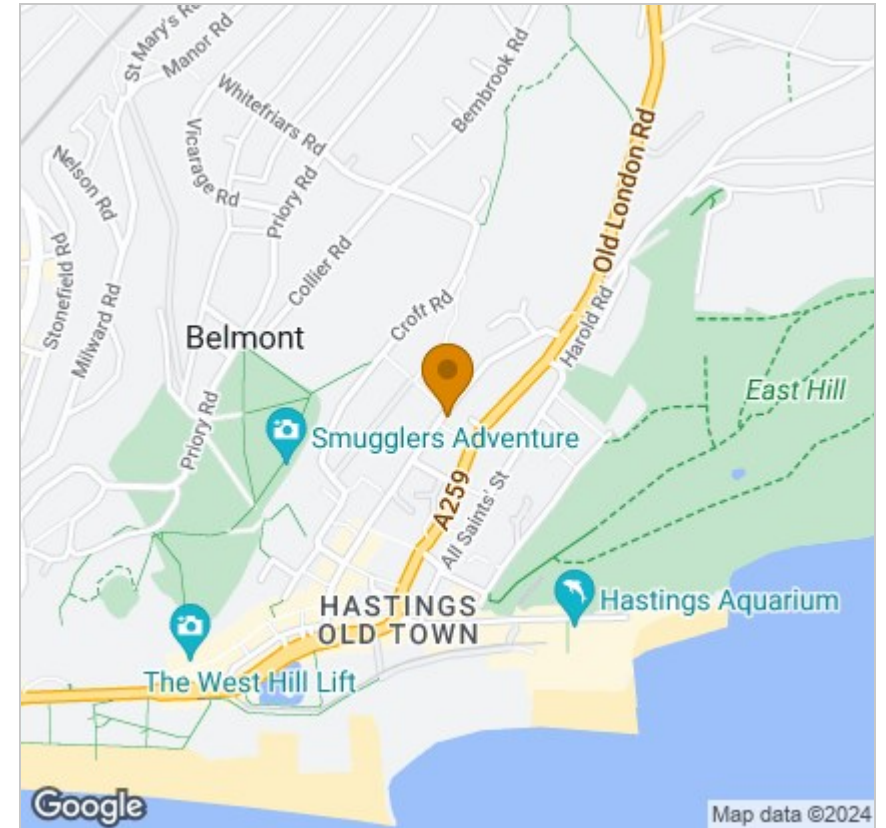 St Mary's Rd
Manor Rd
Whitefriars Rd
Bembrook Rd
Vicarage Rd
Nelson Rd
Priory Rd
Old London Rd
Collier Rd
Stonefield Rd
Milward Rd
Croft Rd
Harold Rd
Belmont
East Hill
Priory Rd
Smugglers Adventure
A259
All Saints' St
HASTINGS
OLD TOWN
Hastings Aquarium
The West Hill Lift
Google
Map data ©2024